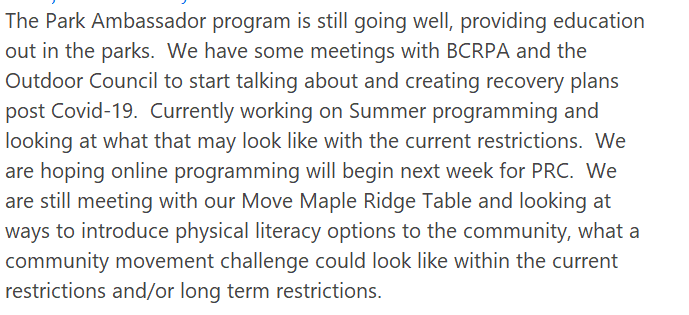 The Park Ambassador program is still going well, providing education
out in the parks.  We have some meetings with BCRPA and the
Outdoor Council to start talking about and creating recovery plans
post Covid-19.  Currently working on Summer programming and
looking at what that may look like with the current restrictions.  We
are hoping online programming will begin next week for PRC.  We
are still meeting with our Move Maple Ridge Table and looking at
ways to introduce physical literacy options to the community, what a
community movement challenge could look like within the current
restrictions and/or long term restrictions.